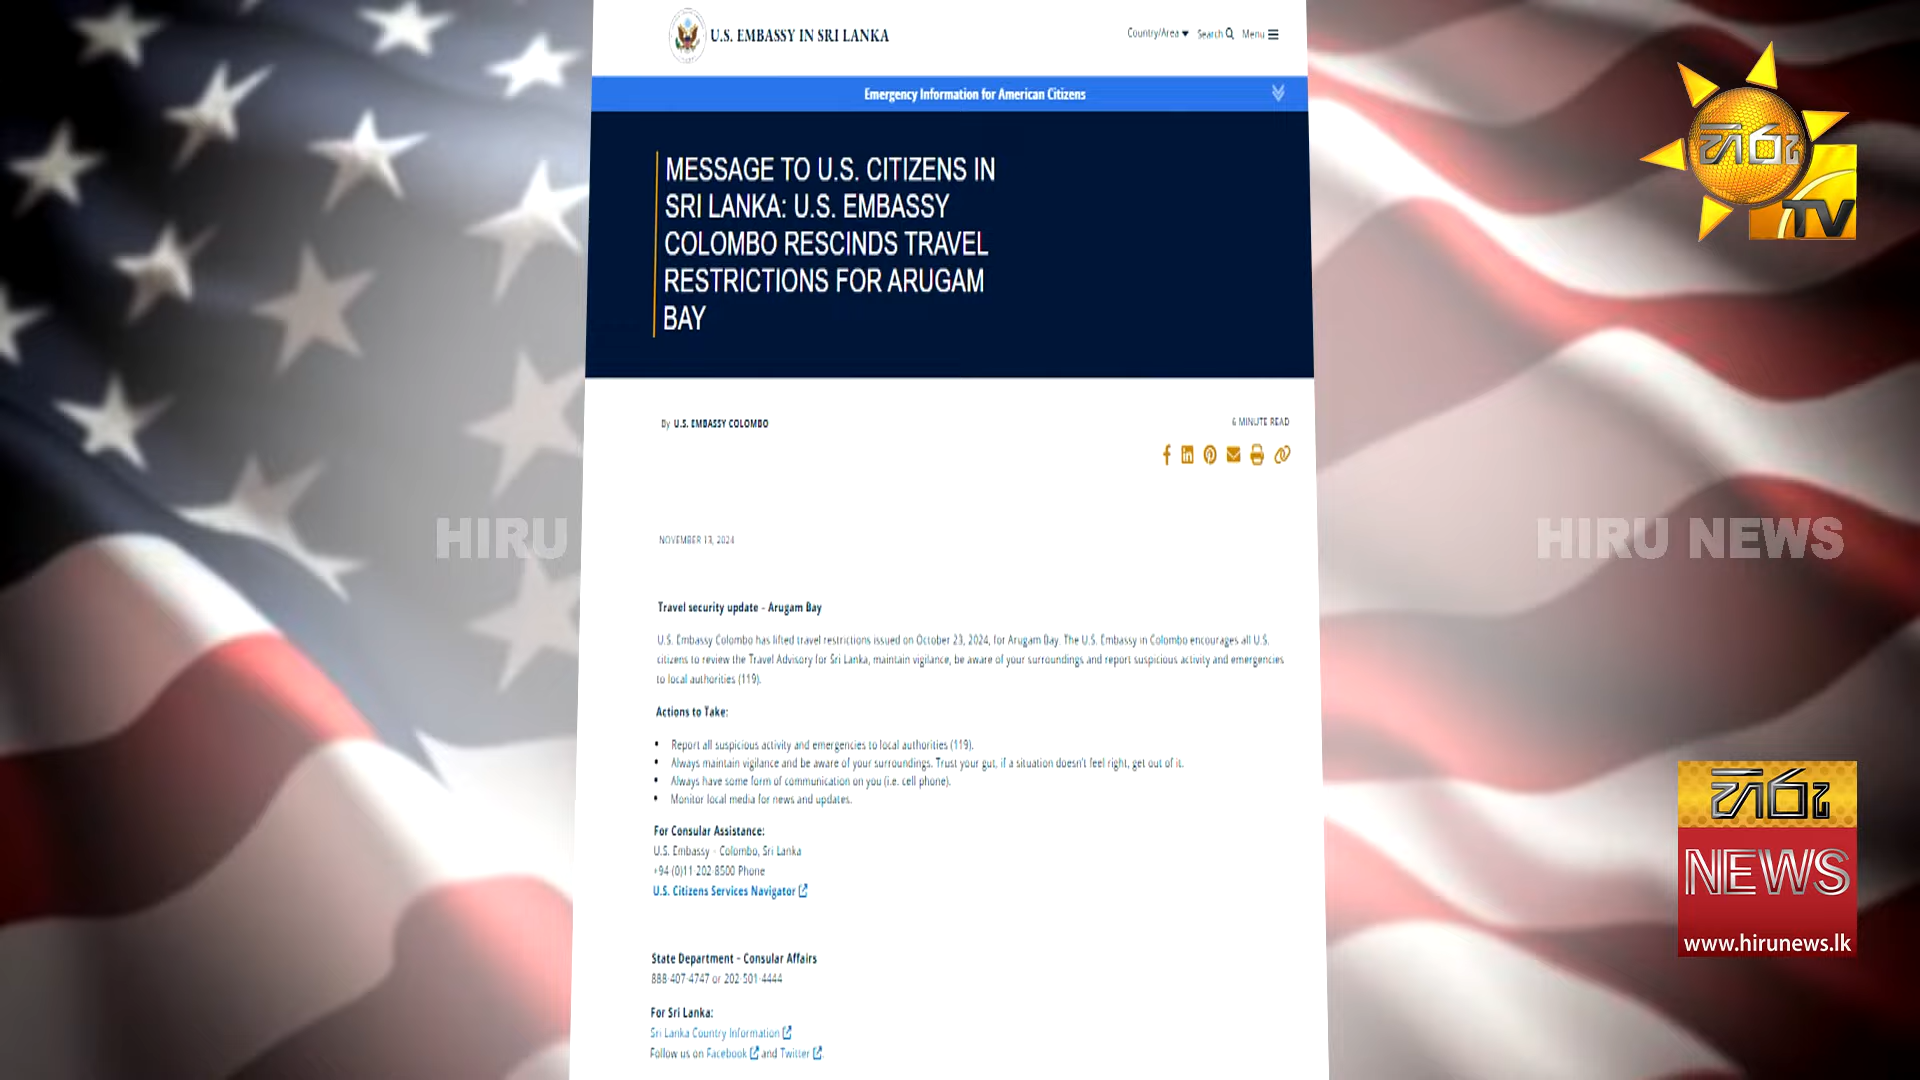 U.S. EMBASSY IN SRI LANKA
Country/Area Search Menu
Emergency Information for American Citizens
MESSAGE TO U.S. CITIZENS IN
SRI LANKA: U.S. EMBASSY
COLOMBO RESCINDS TRAVEL
RESTRICTIONS FOR ARUGAM
BAY
By U.S. EMBASSY COLOMBO
6 MINUTE READ
NOVEMBER 13, 2024
Travel security update – Arugam Bay
U.S. Embassy Colombo has lifted travel restrictions issued on October 23, 2024, for Arugam Bay. The U.S. Embassy in Colombo encourages all U.S.
citizens to review the Travel Advisory for Sri Lanka, maintain vigilance, be aware of your surroundings and report suspicious activity and emergencies
to local authorities (119).
Actions to Take:
• Report all suspicious activity and emergencies to local authorities (119).
• Always maintain vigilance and be aware of your surroundings. Trust your gut, if a situation doesn't feel right, get out of it.
• Always have some form of communication on you (i.e. cell phone).
• Monitor local media for news and updates.
For Consular Assistance:
U.S. Embassy – Colombo, Sri Lanka
+94 (0)11 202 8500 Phone
U.S. Citizens Services Navigator
State Department – Consular Affairs
888-407-4747 or 202-501-4444
For Sri Lanka:
Sri Lanka Country Information
Follow us on Facebook and Twitter
HIRU
HIRU NEWS
හිරු
TV
හිරු
NEWS
www.hirunews.lk